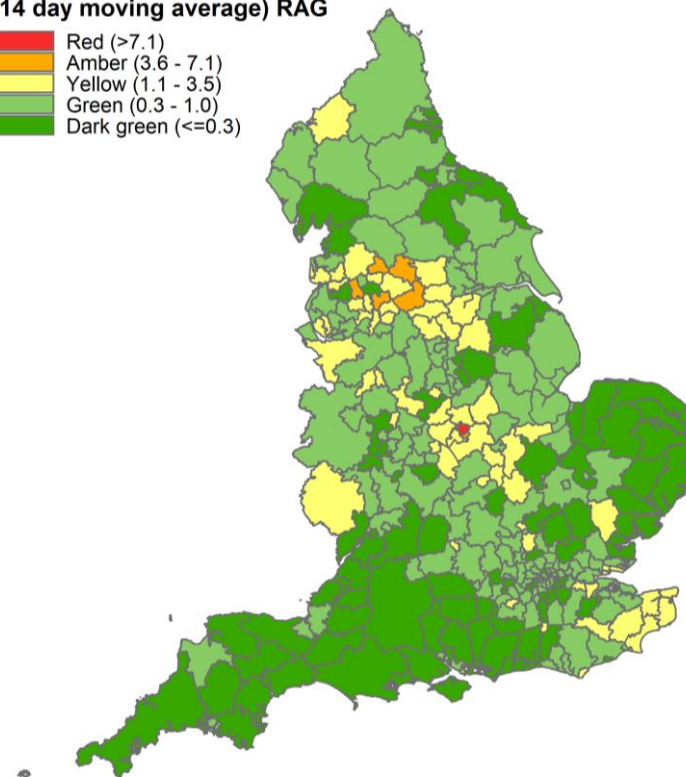 14 day moving average) RAG
Red (>7.1)
Amber (3.6 - 7.1)
Yellow (1.1 - 3.5)
Green (0.3 - 1.0)
Dark green (<=0.3)